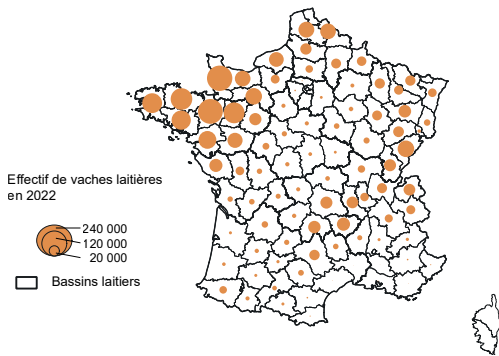 Effectif de vaches laitières
en 2022
240 000
120 000
20 000
Bassins laitiers